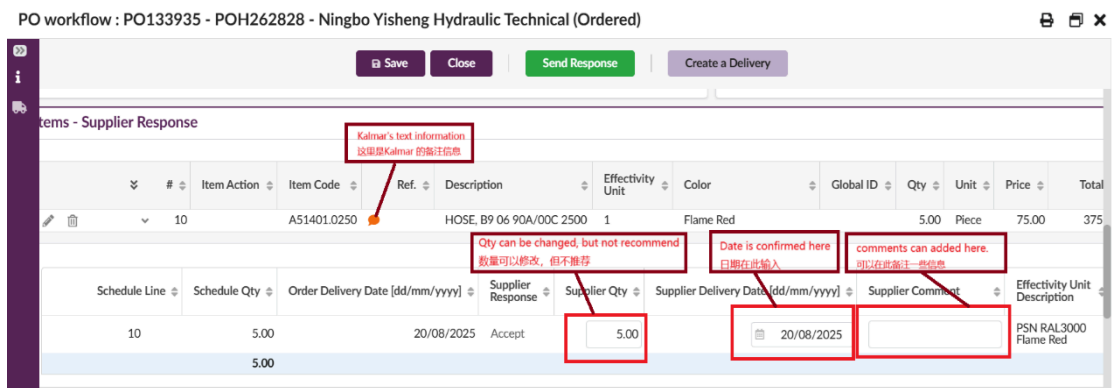 PO workflow : PO133935 - POH262828 - Ningbo Yisheng Hydraulic Technical (Ordered)
Save Close Send Response Create a Delivery
tems - Supplier Response
Kalmar's text information
这里是Kalmar 的备注信息
# Item Action Item Code Ref. Description Effectivity Unit Color Global ID Qty Unit Price Total
10 A51401.0250 HOSE, B9 06 90A/00C 2500 1 Flame Red 5.00 Piece 75.00 375
Qty can be changed, but not recommend
数量可以修改，但不推荐
Date is confirmed here
日期在此输入
comments can added here.
可以在此备注一些信息
Schedule Line Schedule Qty Order Delivery Date [dd/mm/yyyy] Supplier Response Supplier Qty Supplier Delivery Date [dd/mm/yyyy] Supplier Comment Effectivity Unit Description
10 5.00 20/08/2025 Accept 5.00 20/08/2025 PSN RAL3000 Flame Red
5.00